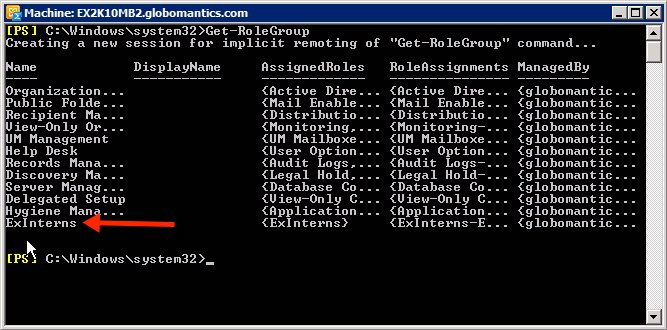 Machine: EX2K10MB2.globomantics.com
[PS] C:\Windows\system32>Get-RoleGroup
Creating a new session for implicit remoting of "Get-RoleGroup" command...
Name DisplayName AssignedRoles RoleAssignments ManagedBy
---- ----------- ------------- --------------- ---------
Organization... {Active Dire... {Active Dire... {globomantic...
Public Folde... {Mail Enable... {Mail Enable... {globomantic...
Recipient Ma... {Distributio... {Distributio... {globomantic...
View-Only Or... {Monitoring,... {Monitoring-... {globomantic...
UM Management {UM Mailboxe... {UM Mailboxe... {globomantic...
Help Desk {User Option... {User Option... {globomantic...
Records Mana... {Audit Logs,... {Audit Logs-... {globomantic...
Discovery Ma... {Legal Hold,... {Legal Hold-... {globomantic...
Server Manag... {Database Co... {Database Co... {globomantic...
Delegated Setup {View-Only C... {View-Only C... {globomantic...
Hygiene Mana... {Application... {Application... {globomantic...
ExInterns {ExInterns} {ExInterns-E... {globomantic...
[PS] C:\Windows\system32>_